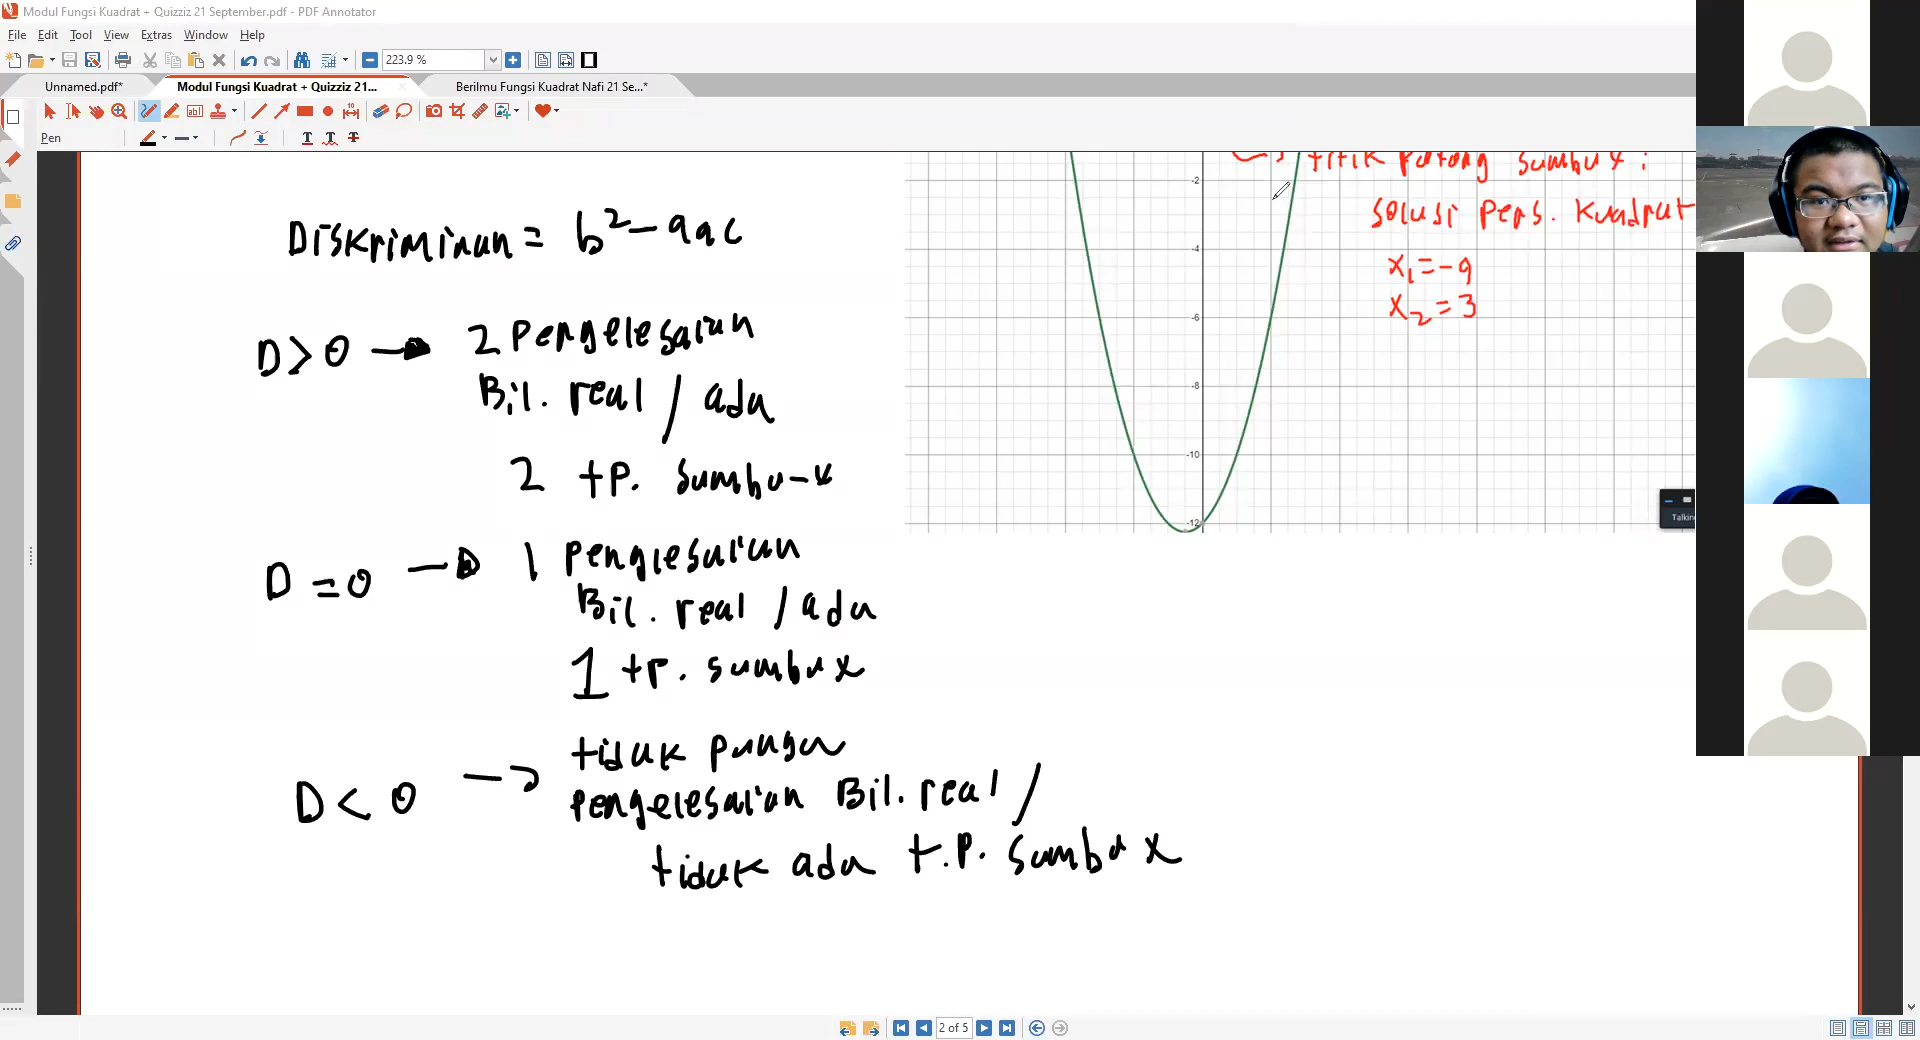 Modul Fungsi Kuadrat + Quizziz 21 September.pdf - PDF Annotator
File Edit Tool View Extras Window Help
223.9 %
Unnamed.pdf* Modul Fungsi Kuadrat + Quizziz 21... Berilmu Fungsi Kuadrat Nafi 21 Se...*
Pen
Diskriminan = b²-4ac
D>0 → 2 Pengelesaian
Bil. real / ada
2 tp. sumbu-x
D=0 → 1 Penglesaian
Bil. real / ada
1 tp. sumbu x
D<0 → tidak punya
pengelesaian Bil. real /
tidak ada t.p. sumbu x
→ titik potong sumbu x:
solusi pers. kuadrat
x₁=-4
x₂=3
-2
-4
-6
-8
-10
-12
Talkin
2 of 5